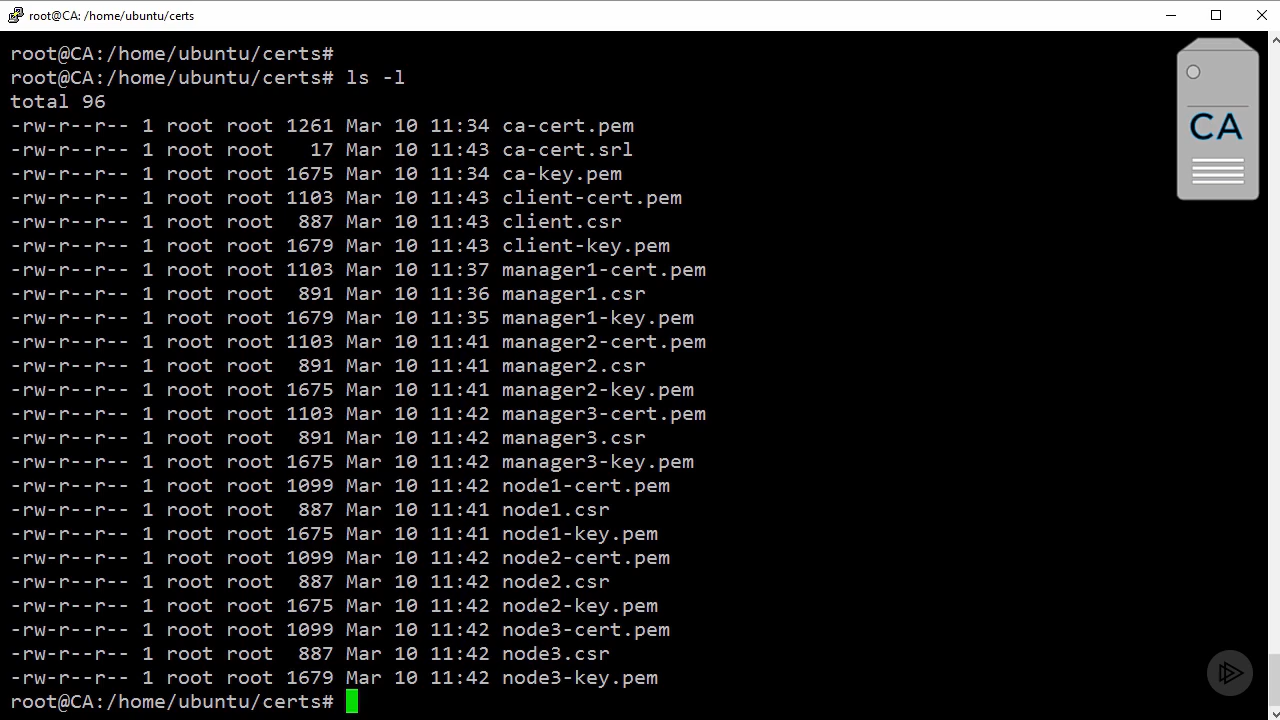 root@CA: /home/ubuntu/certs
root@CA:/home/ubuntu/certs#
root@CA:/home/ubuntu/certs# ls -l
total 96
-rw-r--r-- 1 root root 1261 Mar 10 11:34 ca-cert.pem
-rw-r--r-- 1 root root   17 Mar 10 11:43 ca-cert.srl
-rw-r--r-- 1 root root 1675 Mar 10 11:34 ca-key.pem
-rw-r--r-- 1 root root 1103 Mar 10 11:43 client-cert.pem
-rw-r--r-- 1 root root  887 Mar 10 11:43 client.csr
-rw-r--r-- 1 root root 1679 Mar 10 11:43 client-key.pem
-rw-r--r-- 1 root root 1103 Mar 10 11:37 manager1-cert.pem
-rw-r--r-- 1 root root  891 Mar 10 11:36 manager1.csr
-rw-r--r-- 1 root root 1679 Mar 10 11:35 manager1-key.pem
-rw-r--r-- 1 root root 1103 Mar 10 11:41 manager2-cert.pem
-rw-r--r-- 1 root root  891 Mar 10 11:41 manager2.csr
-rw-r--r-- 1 root root 1675 Mar 10 11:41 manager2-key.pem
-rw-r--r-- 1 root root 1103 Mar 10 11:42 manager3-cert.pem
-rw-r--r-- 1 root root  891 Mar 10 11:42 manager3.csr
-rw-r--r-- 1 root root 1675 Mar 10 11:42 manager3-key.pem
-rw-r--r-- 1 root root 1099 Mar 10 11:42 node1-cert.pem
-rw-r--r-- 1 root root  887 Mar 10 11:41 node1.csr
-rw-r--r-- 1 root root 1675 Mar 10 11:41 node1-key.pem
-rw-r--r-- 1 root root 1099 Mar 10 11:42 node2-cert.pem
-rw-r--r-- 1 root root  887 Mar 10 11:42 node2.csr
-rw-r--r-- 1 root root 1675 Mar 10 11:42 node2-key.pem
-rw-r--r-- 1 root root 1099 Mar 10 11:42 node3-cert.pem
-rw-r--r-- 1 root root  887 Mar 10 11:42 node3.csr
-rw-r--r-- 1 root root 1679 Mar 10 11:42 node3-key.pem
root@CA:/home/ubuntu/certs#
CA